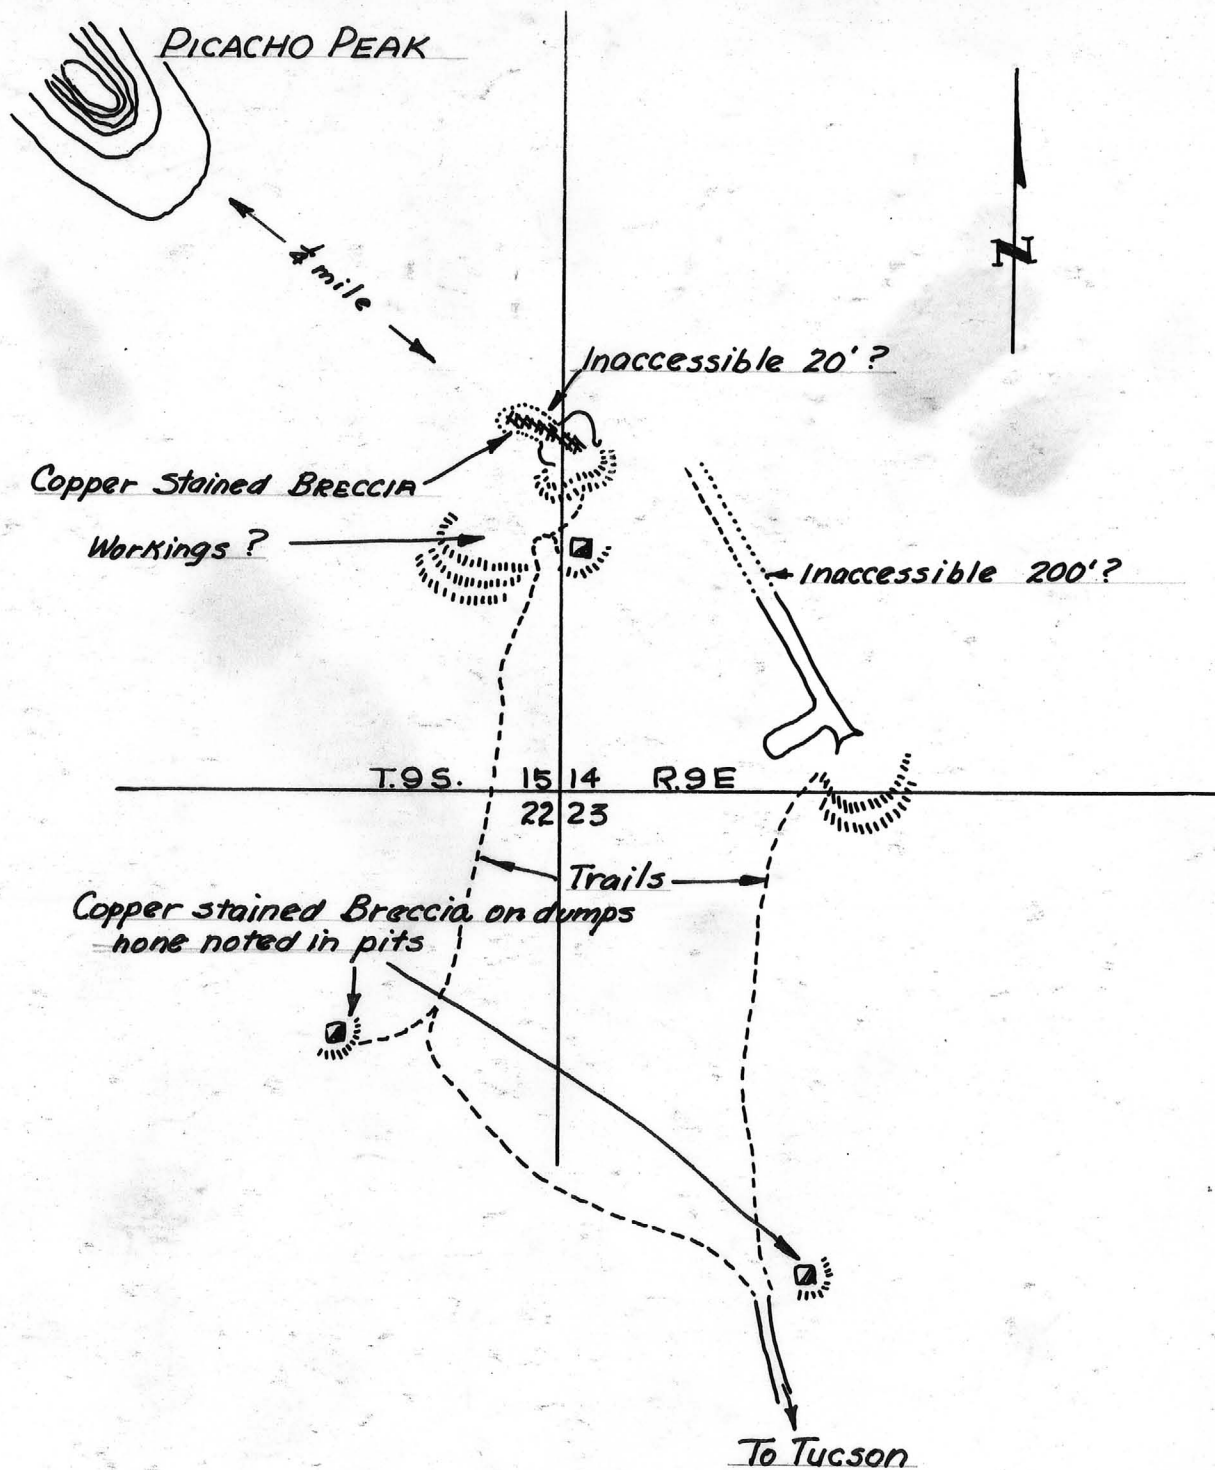 PICACHO PEAK
1/4 mile
N
Inaccessible 20' ?
Copper Stained BRECCIA
Workings ?
Inaccessible 200'?
T.9S. 15 14 R.9E
22 23
Trails
Copper stained Breccia on dumps
none noted in pits
To Tucson